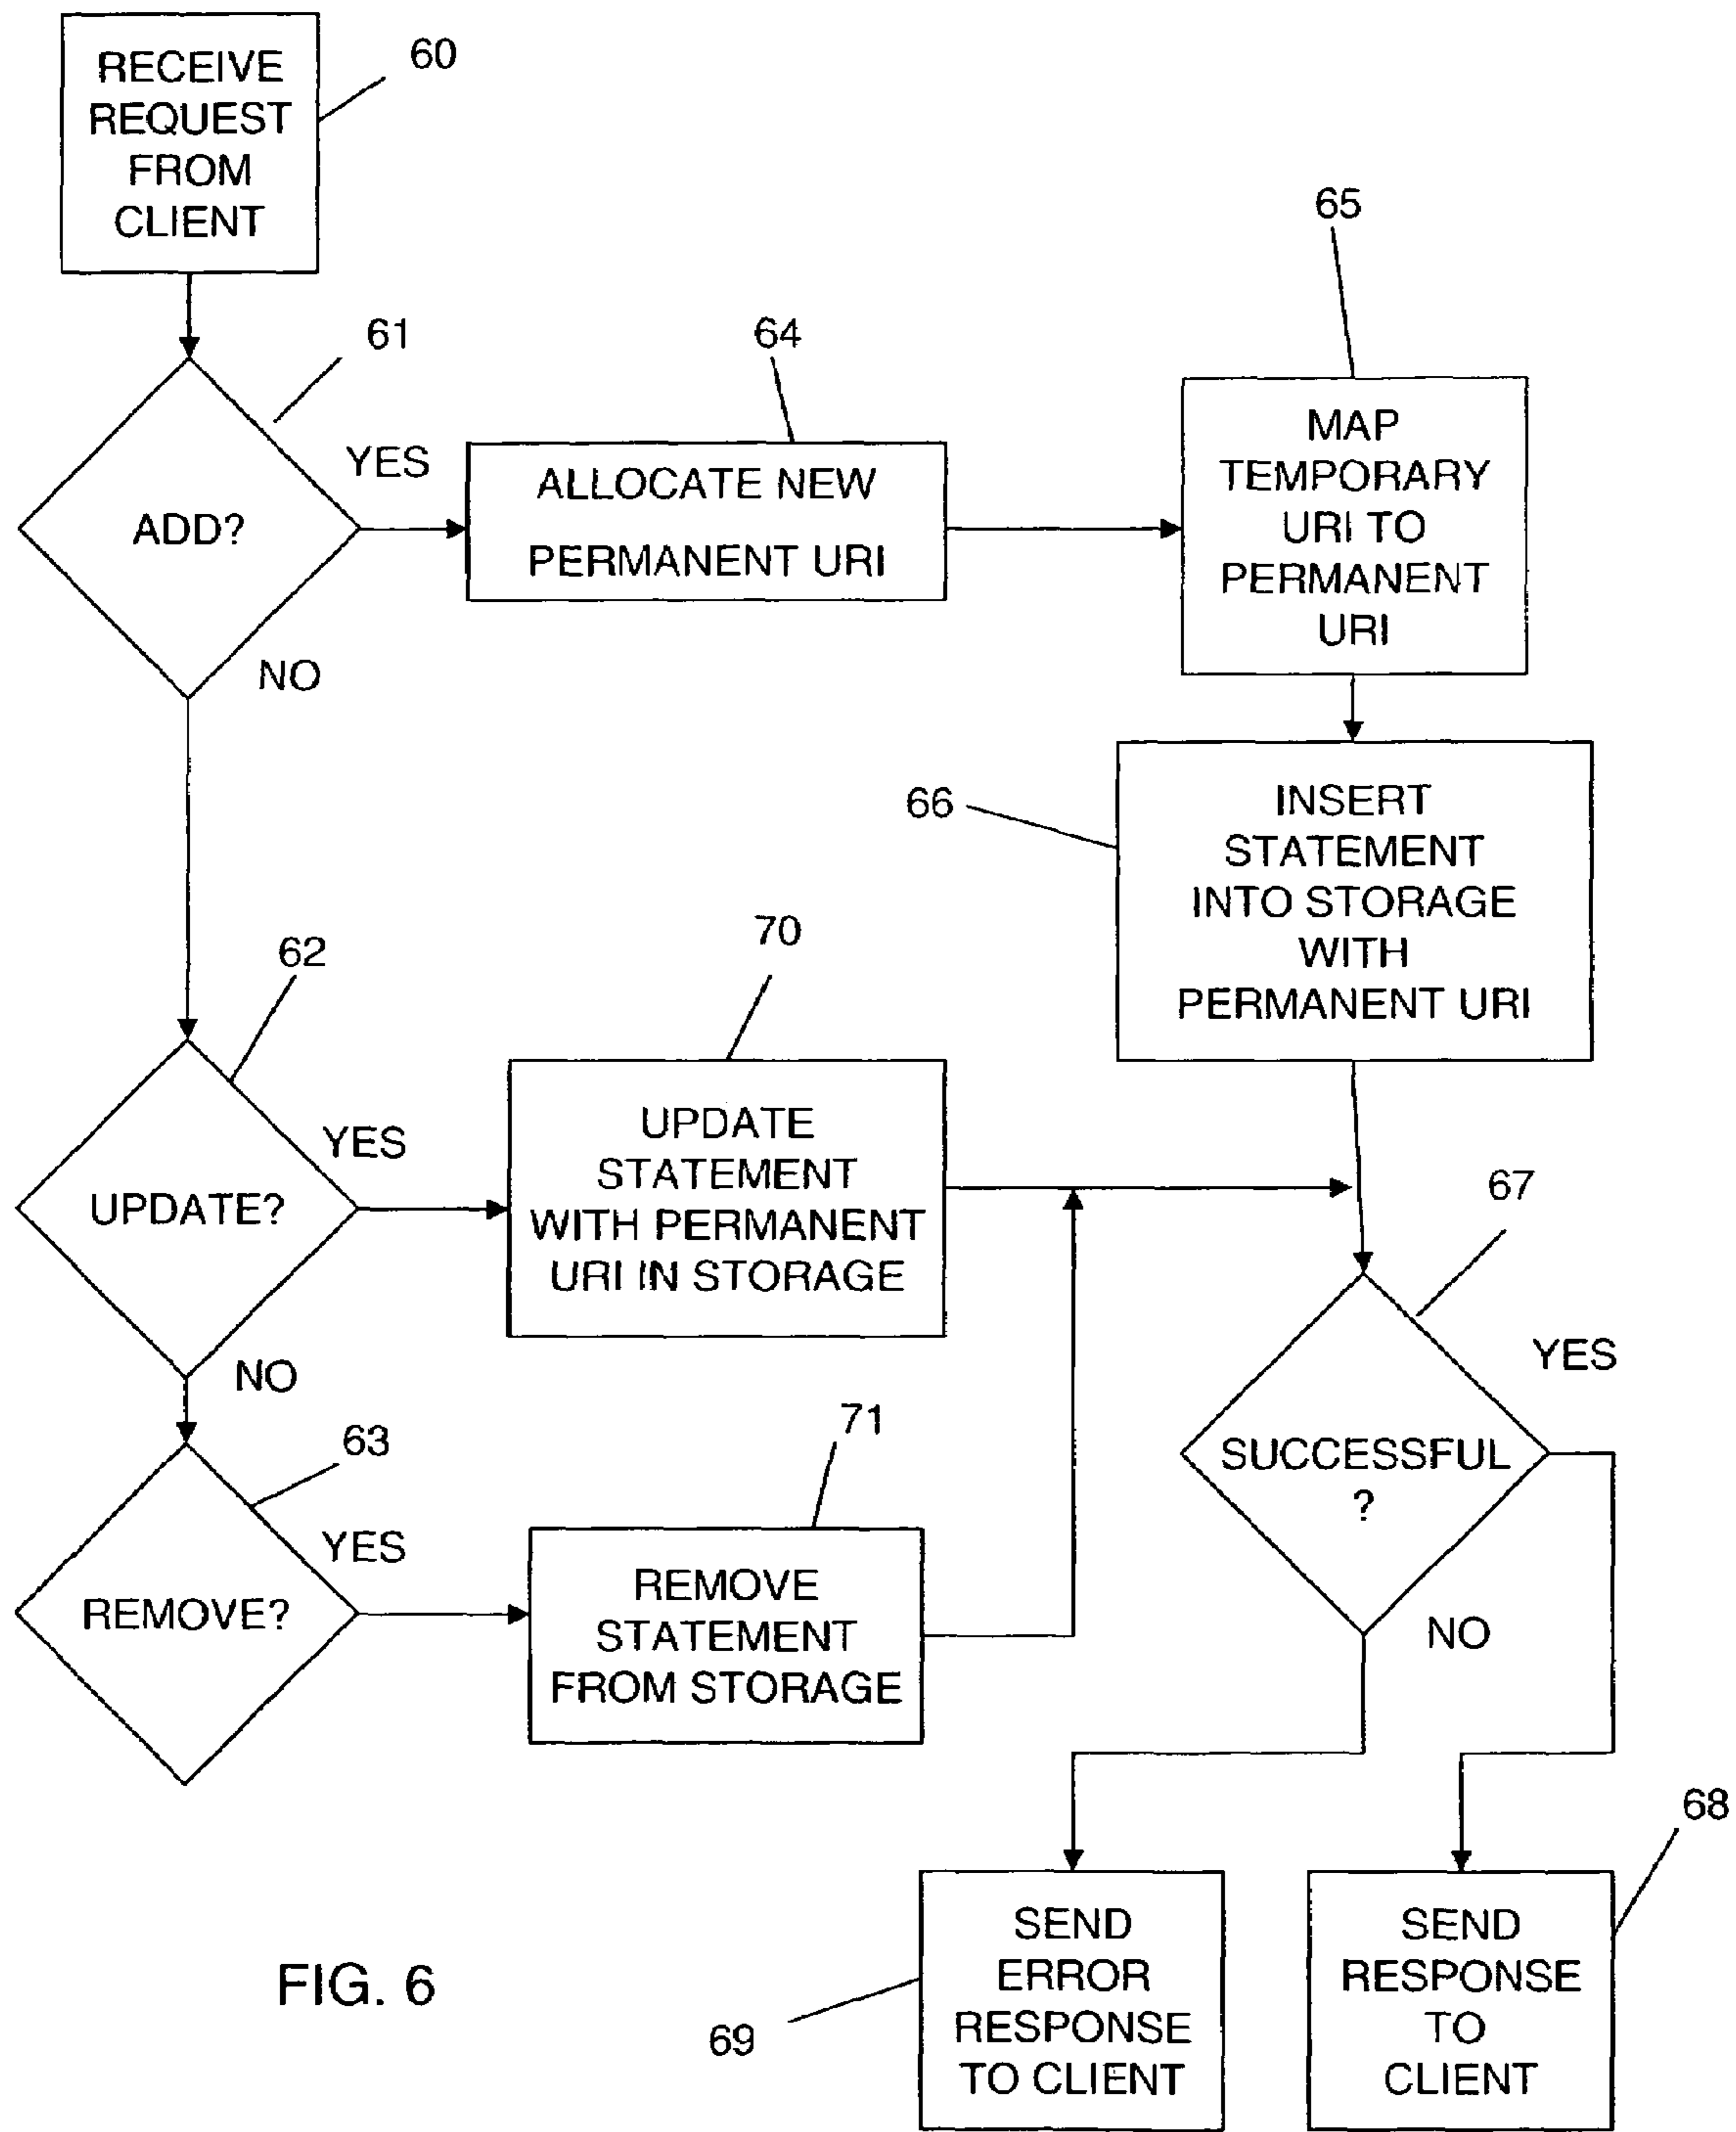 RECEIVE
REQUEST
FROM
CLIENT
60
61
ADD?
YES
NO
64
ALLOCATE NEW
PERMANENT URI
65
MAP
TEMPORARY
URI TO
PERMANENT
URI
66
INSERT
STATEMENT
INTO STORAGE
WITH
PERMANENT URI
62
UPDATE?
YES
NO
70
UPDATE
STATEMENT
WITH PERMANENT
URI IN STORAGE
63
REMOVE?
YES
71
REMOVE
STATEMENT
FROM STORAGE
67
SUCCESSFUL
?
YES
NO
69
SEND
ERROR
RESPONSE
TO CLIENT
68
SEND
RESPONSE
TO
CLIENT
FIG. 6